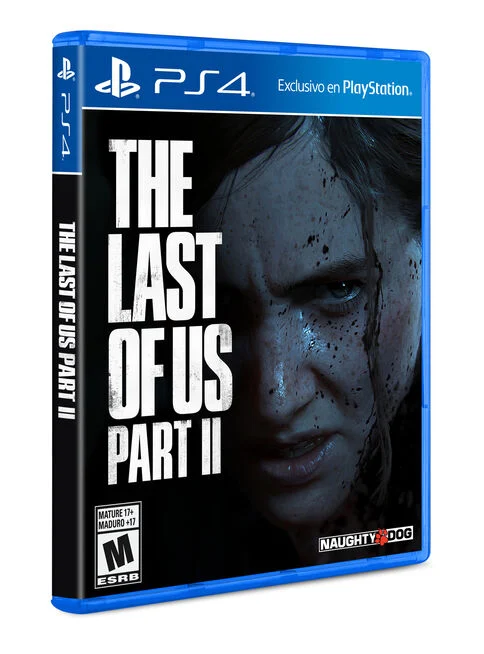 PS4
Exclusivo en PlayStation®
THE
LAST
OF US
PART II
MATURE 17+
MADURO +17
M
ESRB
NAUGHTY DOG
PS4
THE LAST OF US PART II